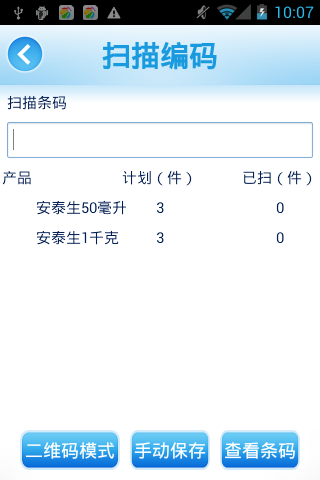 10:07
扫描编码
扫描条码
产品 计划（件） 已扫（件）
安泰生50毫升 3 0
安泰生1千克 3 0
二维码模式 手动保存 查看条码